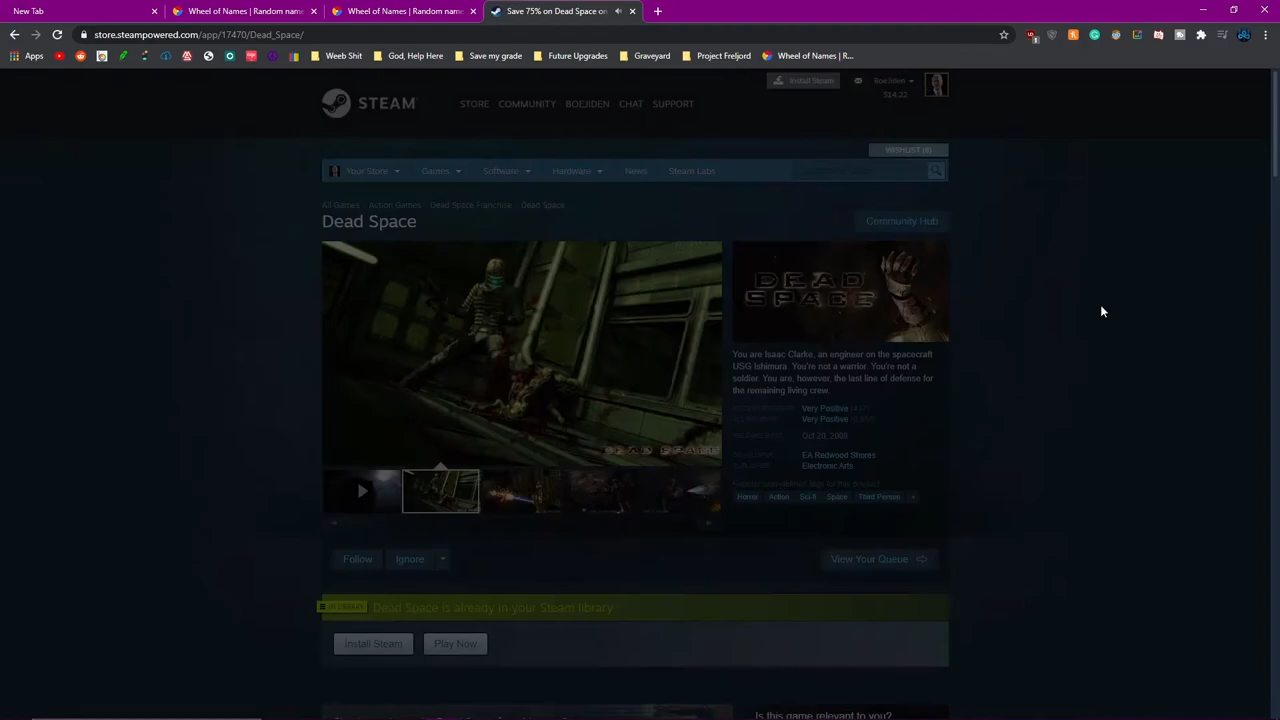 New Tab
Wheel of Names | Random name
Wheel of Names | Random name
Save 75% on Dead Space on
store.steampowered.com/app/17470/Dead_Space/
Apps
Weeb Shit
God, Help Here
Save my grade
Future Upgrades
Graveyard
Project Freljord
Wheel of Names | R...
Install Steam
BoeJiden
$14.22
STEAM
STORE
COMMUNITY
BOEJIDEN
CHAT
SUPPORT
WISHLIST (8)
Your Store
Games
Software
Hardware
News
Steam Labs
All Games
Action Games
Dead Space Franchise
Dead Space
Dead Space
Community Hub
DEAD SPACE
DEAD
SPACE
You are Isaac Clarke, an engineer on the spacecraft
USG Ishimura. You're not a warrior. You're not a
soldier. You are, however, the last line of defense for
the remaining living crew.
Very Positive
Very Positive
Oct 20, 2008
EA Redwood Shores
Electronic Arts
Horror
Action
Sci-fi
Space
Third Person
+
Follow
Ignore
View Your Queue
IN LIBRARY
Dead Space is already in your Steam library
Install Steam
Play Now
Is this game relevant to you?